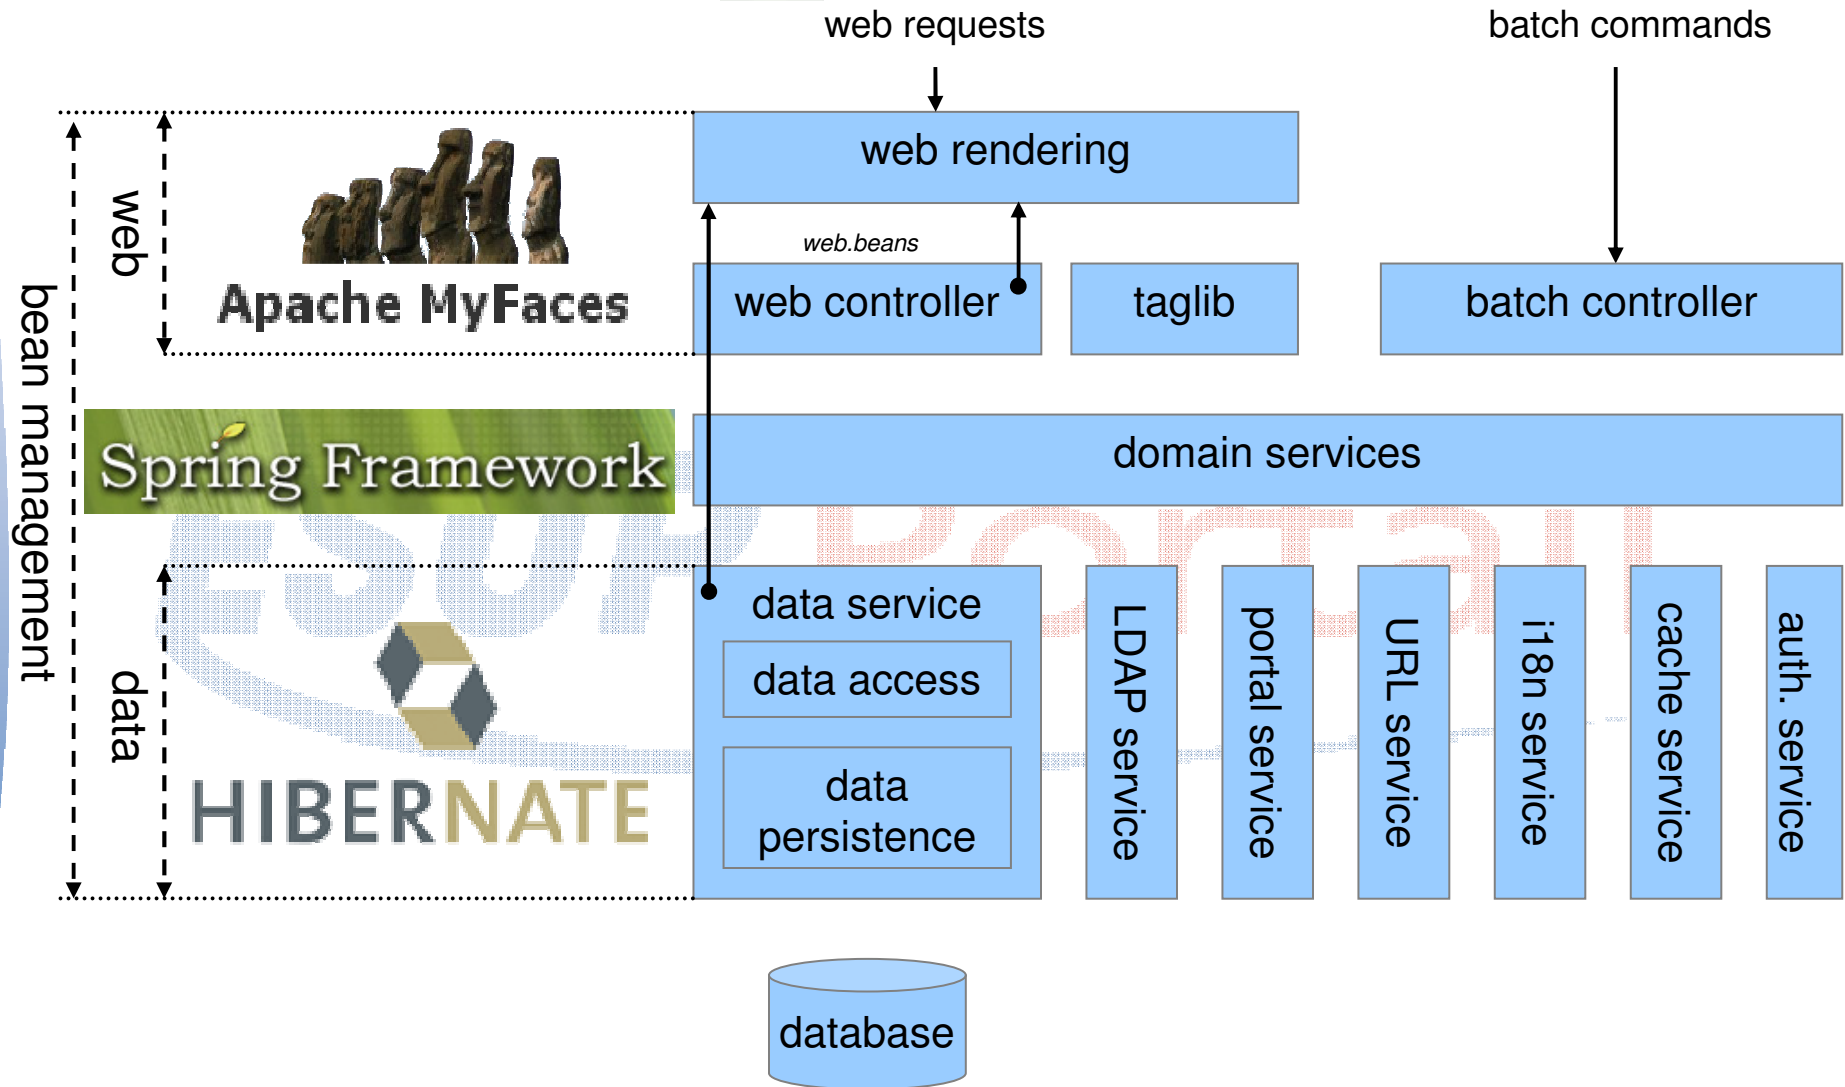 web requests
batch commands
web rendering
web
web.beans
Apache MyFaces
web controller
taglib
batch controller
bean management
Spring Framework
domain services
ESUP Portail
data service
data access
data
persistence
LDAP service
portal service
URL service
i18n service
cache service
auth. service
data
HIBERNATE
database